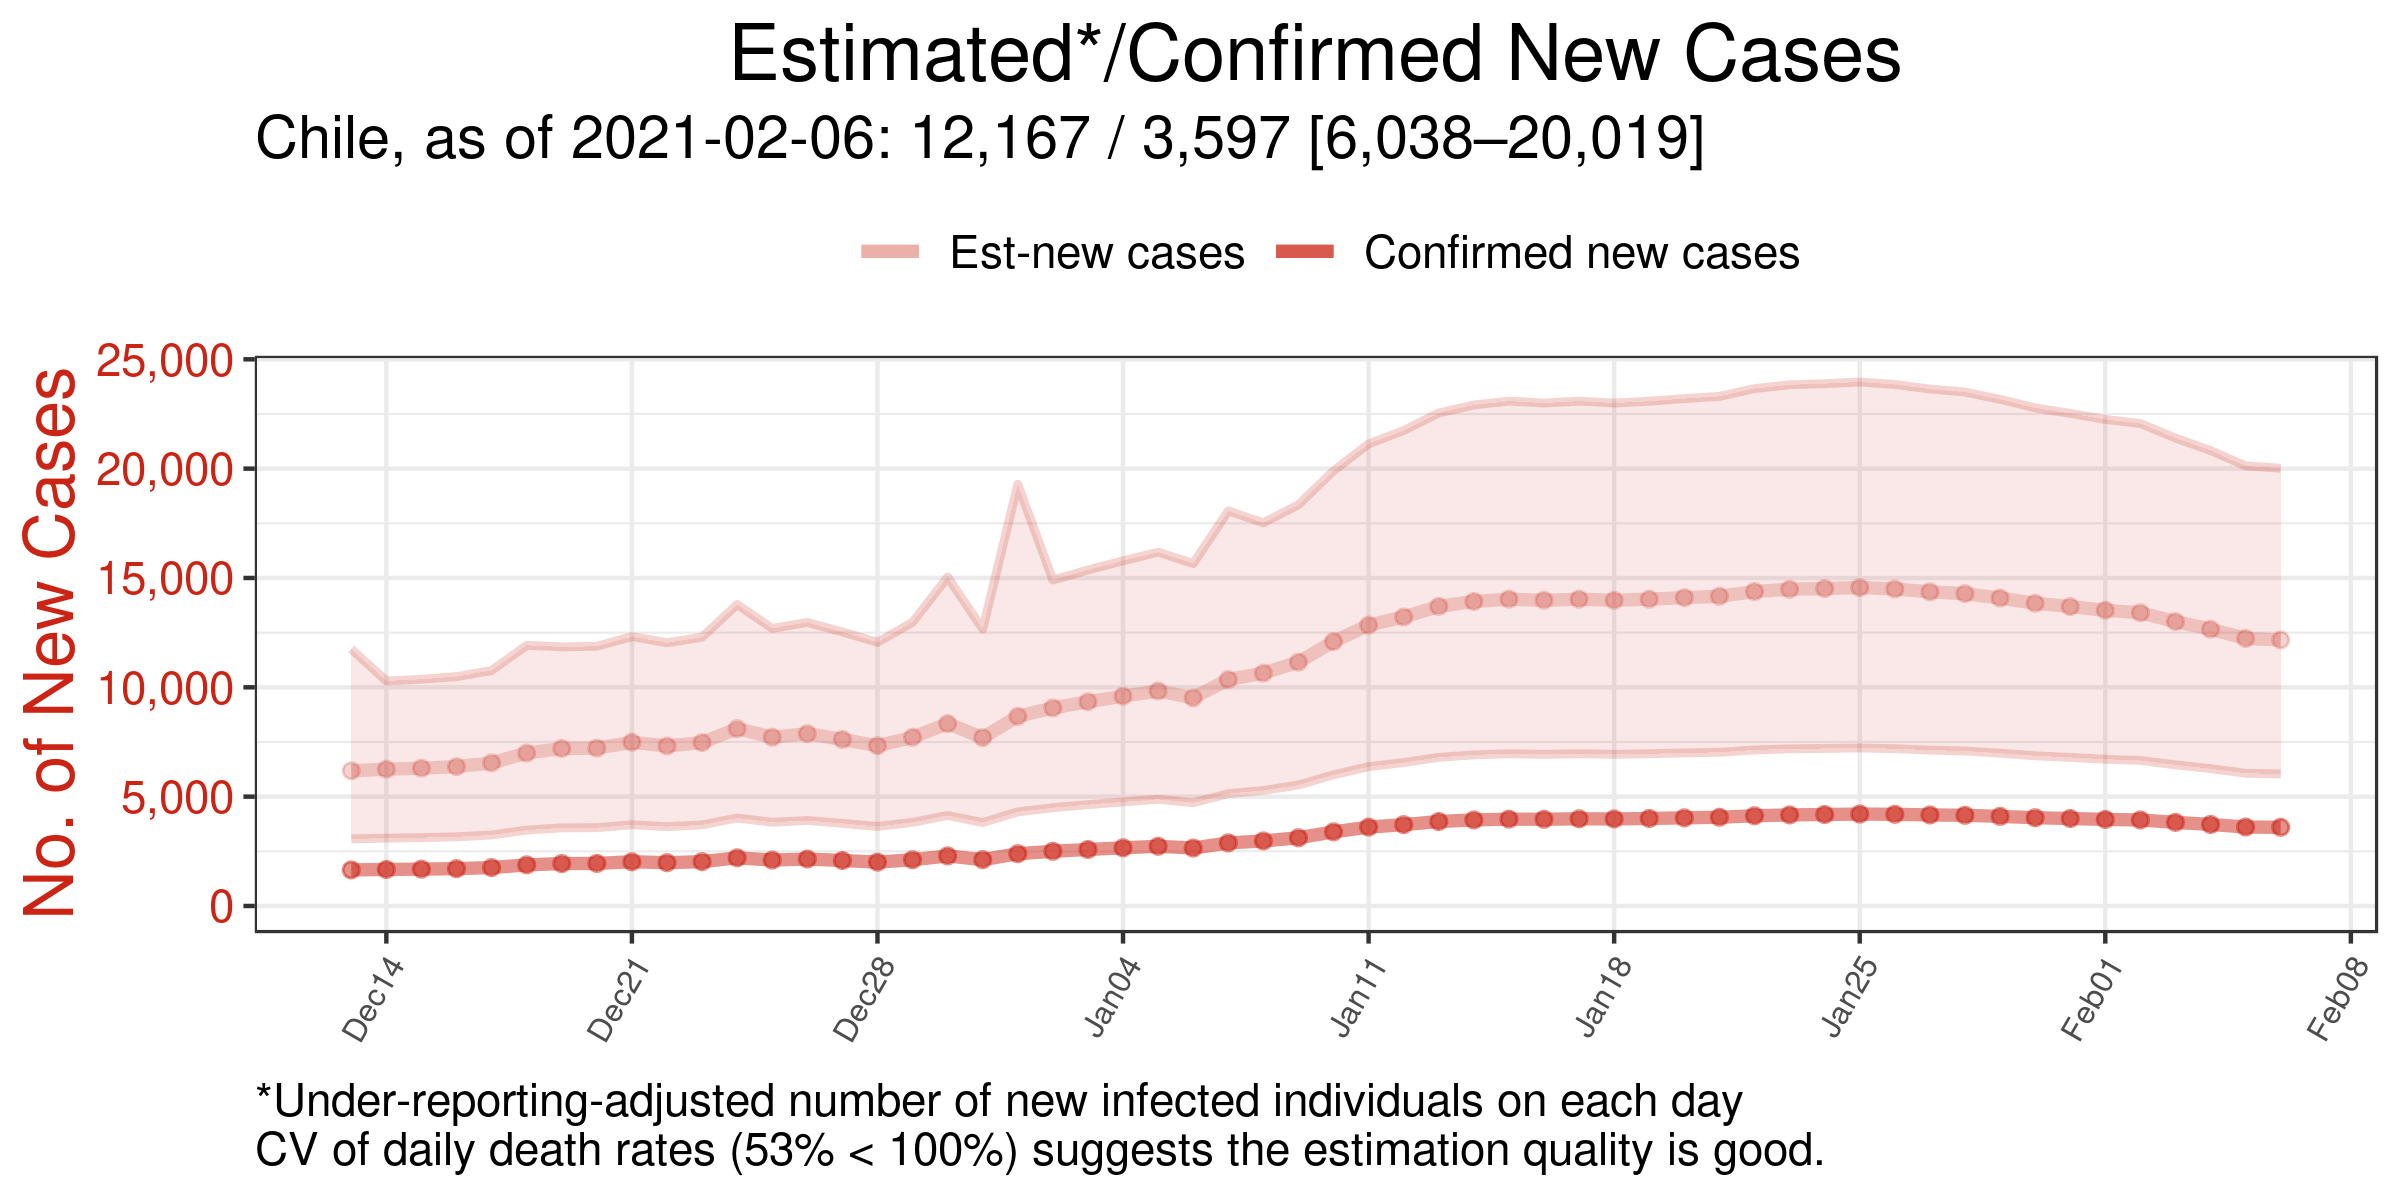 Estimated*/Confirmed New Cases
Chile, as of 2021-02-06: 12,167 / 3,597 [6,038–20,019]
Est-new cases
Confirmed new cases
No. of New Cases
25,000
20,000
15,000
10,000
5,000
0
Dec14
Dec21
Dec28
Jan04
Jan11
Jan18
Jan25
Feb01
Feb08
*Under-reporting-adjusted number of new infected individuals on each day
CV of daily death rates (53% < 100%) suggests the estimation quality is good.